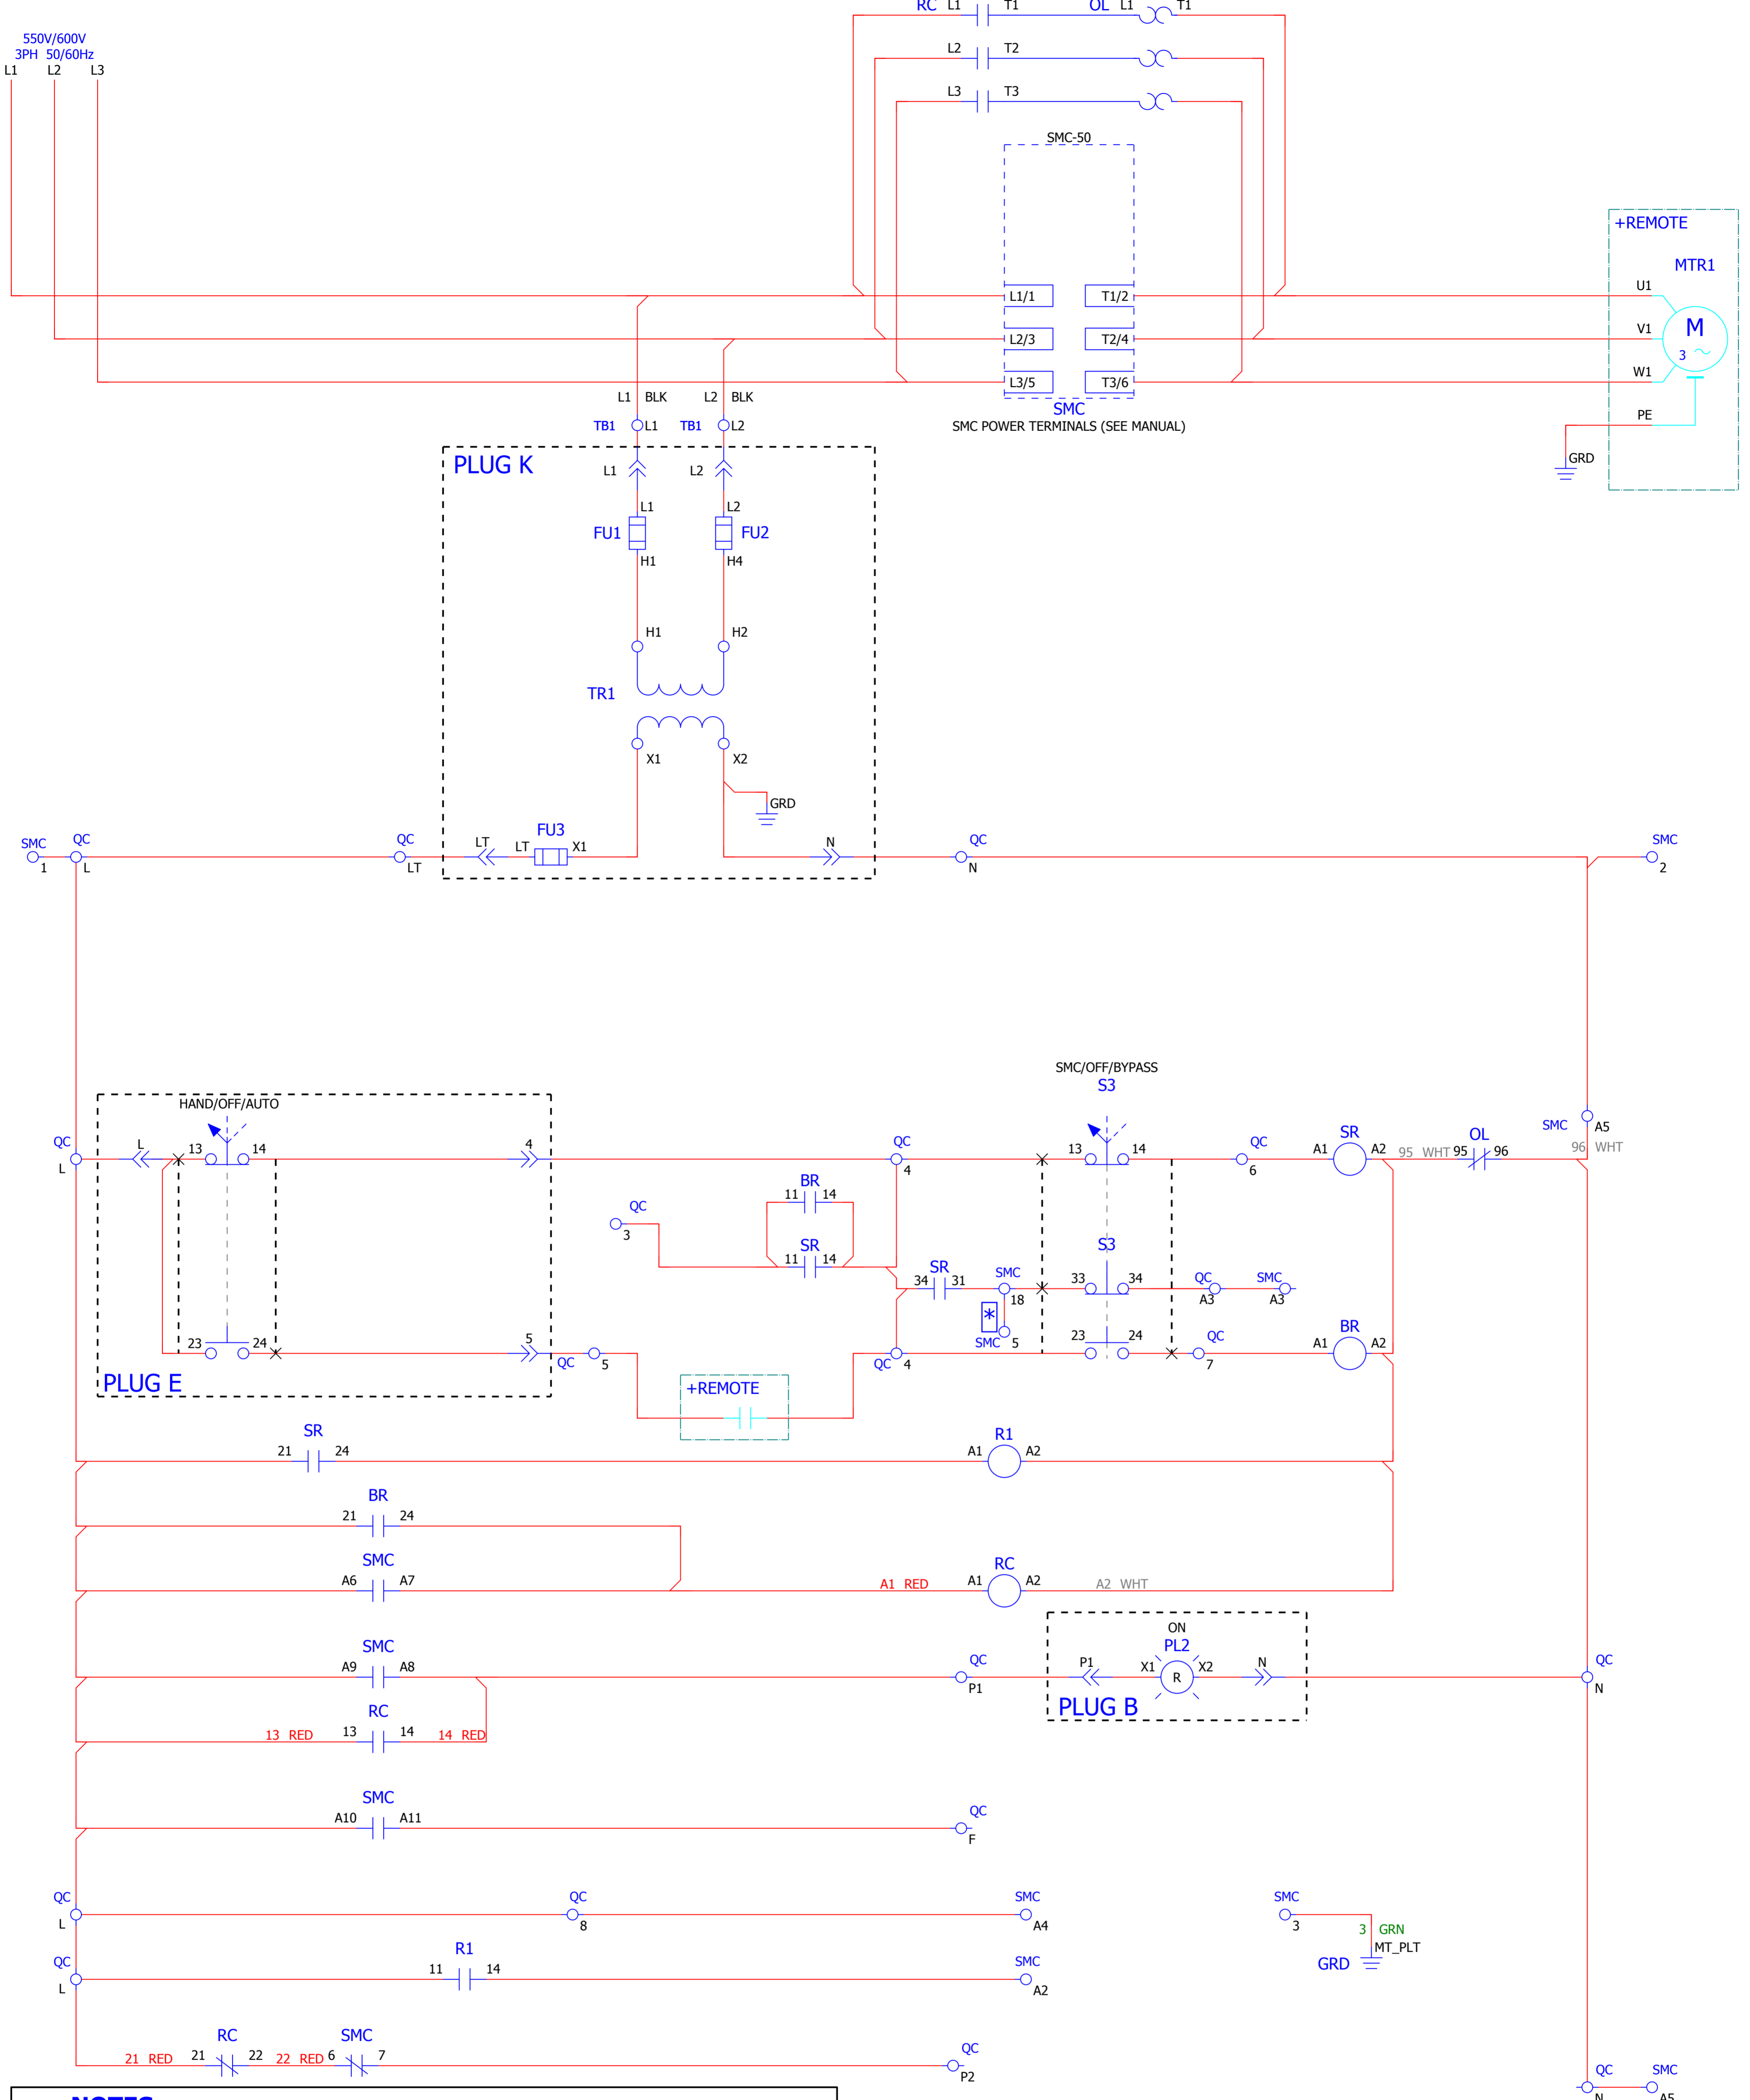 RC L1 T1 OL L1 T1
550V/600V
3PH 50/60Hz
L1 L2 L3
L2 T2
L3 T3
SMC-50
+REMOTE
MTR1
L1/1 T1/2 U1
L2/3 T2/4 V1
M
3
L3/5 T3/6 W1
L1 BLK L2 BLK
SMC
PE
TB1 L1 TB1 L2
SMC POWER TERMINALS (SEE MANUAL)
GRD
PLUG K
L1 L2
L1 L2
FU1 FU2
H1 H4
H1 H2
TR1
X1 X2
GRD
FU3
SMC QC QC LT LT X1 N QC SMC
1 L LT N 2
SMC/OFF/BYPASS
S3
HAND/OFF/AUTO
SMC A5
QC L 13 14 4 QC 13 14 QC SR OL
A1 A2 95 WHT 95 96 96 WHT
L 4 6
BR
11 14
QC
3
SR
11 14
S3
SR
34 31 SMC 33 34 QC SMC
18 A3 A3
*
SMC 5
23 24 5 23 24 QC BR
A1 A2
QC 5 QC 4 7
PLUG E
+REMOTE
SR R1
21 24 A1 A2
BR
21 24
SMC RC
A6 A7 A1 RED A1 A2 A2 WHT
ON
SMC PL2
A9 A8 QC P1 X1 R X2 N QC
P1 N
RC PLUG B
13 RED 13 14 14 RED
SMC
A10 A11 QC
F
QC QC SMC SMC
L 8 A4 3
3 GRN
MT_PLT
GRD
R1
QC 11 14 SMC
L A2
RC SMC
21 RED 21 22 22 RED 6 7 QC
P2
QC SMC
N A5
NOTES